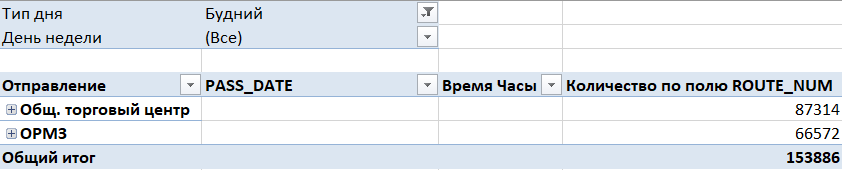 Тип дня Будний
День недели (Все)
Отправление PASS_DATE Время Часы Количество по полю ROUTE_NUM
Общ. торговый центр 87314
ОРМЗ 66572
Общий итог 153886